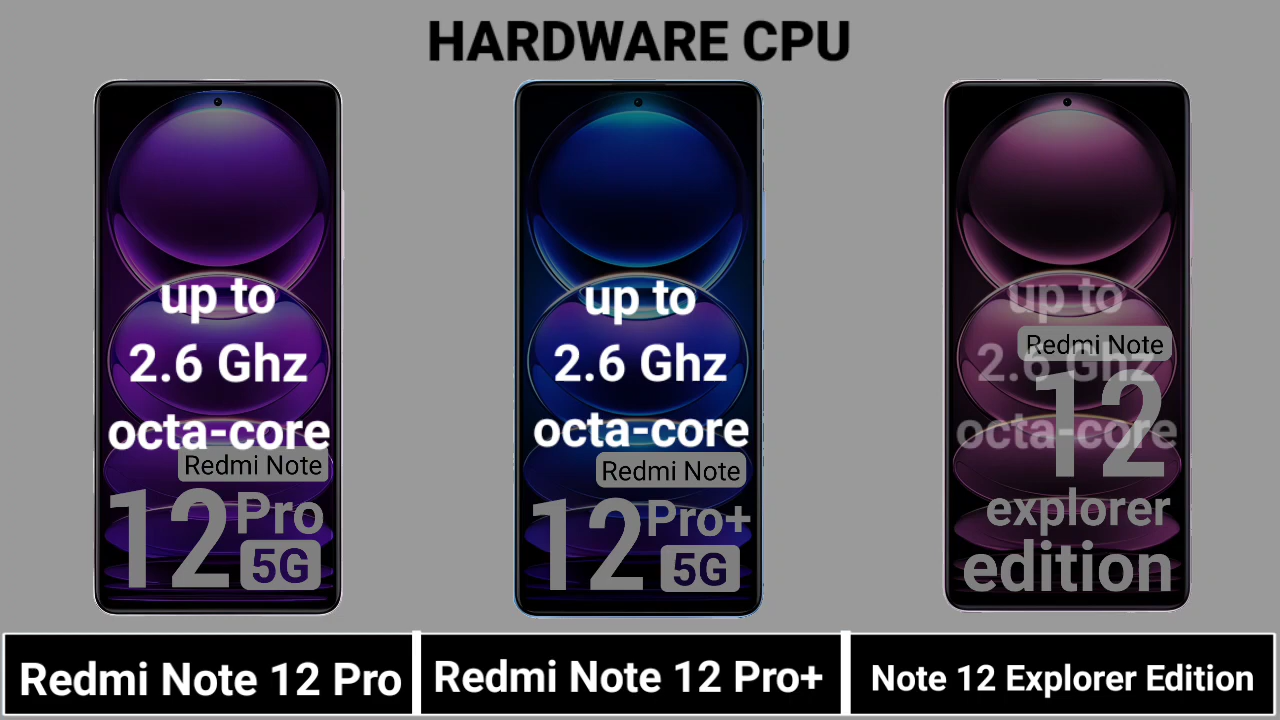 HARDWARE CPU
up to
2.6 Ghz
octa-core
Redmi Note
12 Pro
5G
up to
2.6 Ghz
octa-core
Redmi Note
12 Pro+
5G
up to
Redmi Note
2.6 Ghz
12
octa-core
explorer
edition
Redmi Note 12 Pro
Redmi Note 12 Pro+
Note 12 Explorer Edition